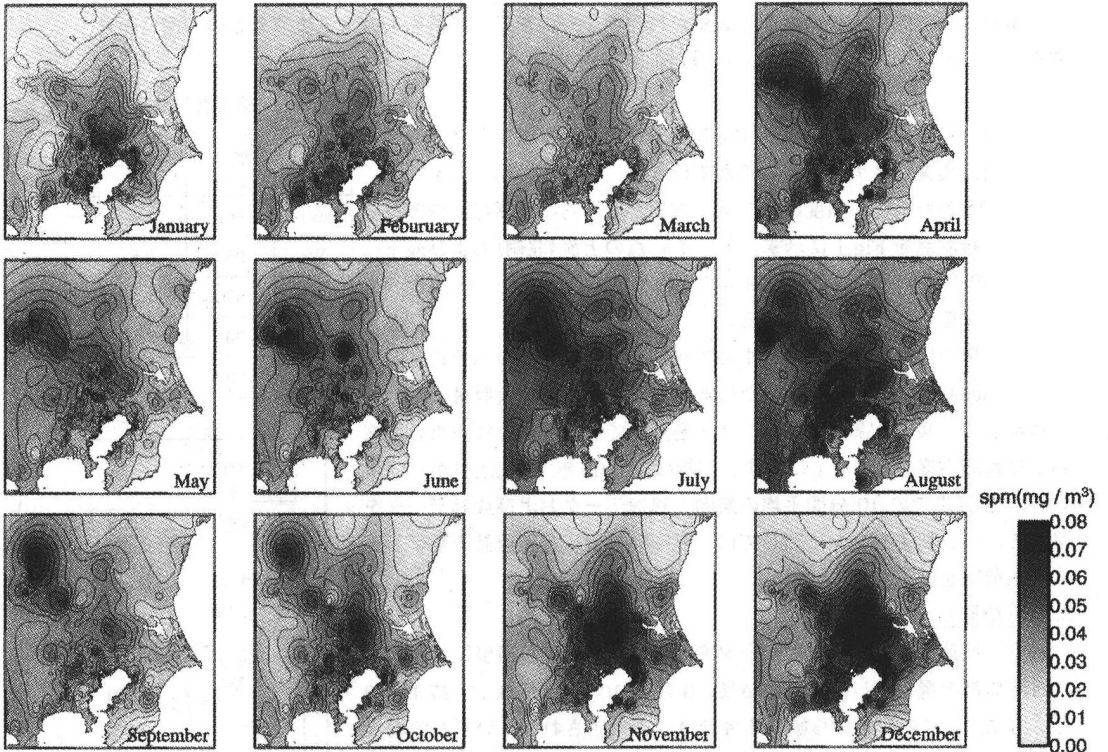 January
Feburuary
March
April
May
June
July
August
spm(mg / m³)
0.08
0.07
0.06
0.05
0.04
0.03
0.02
0.01
0.00
September
October
November
December